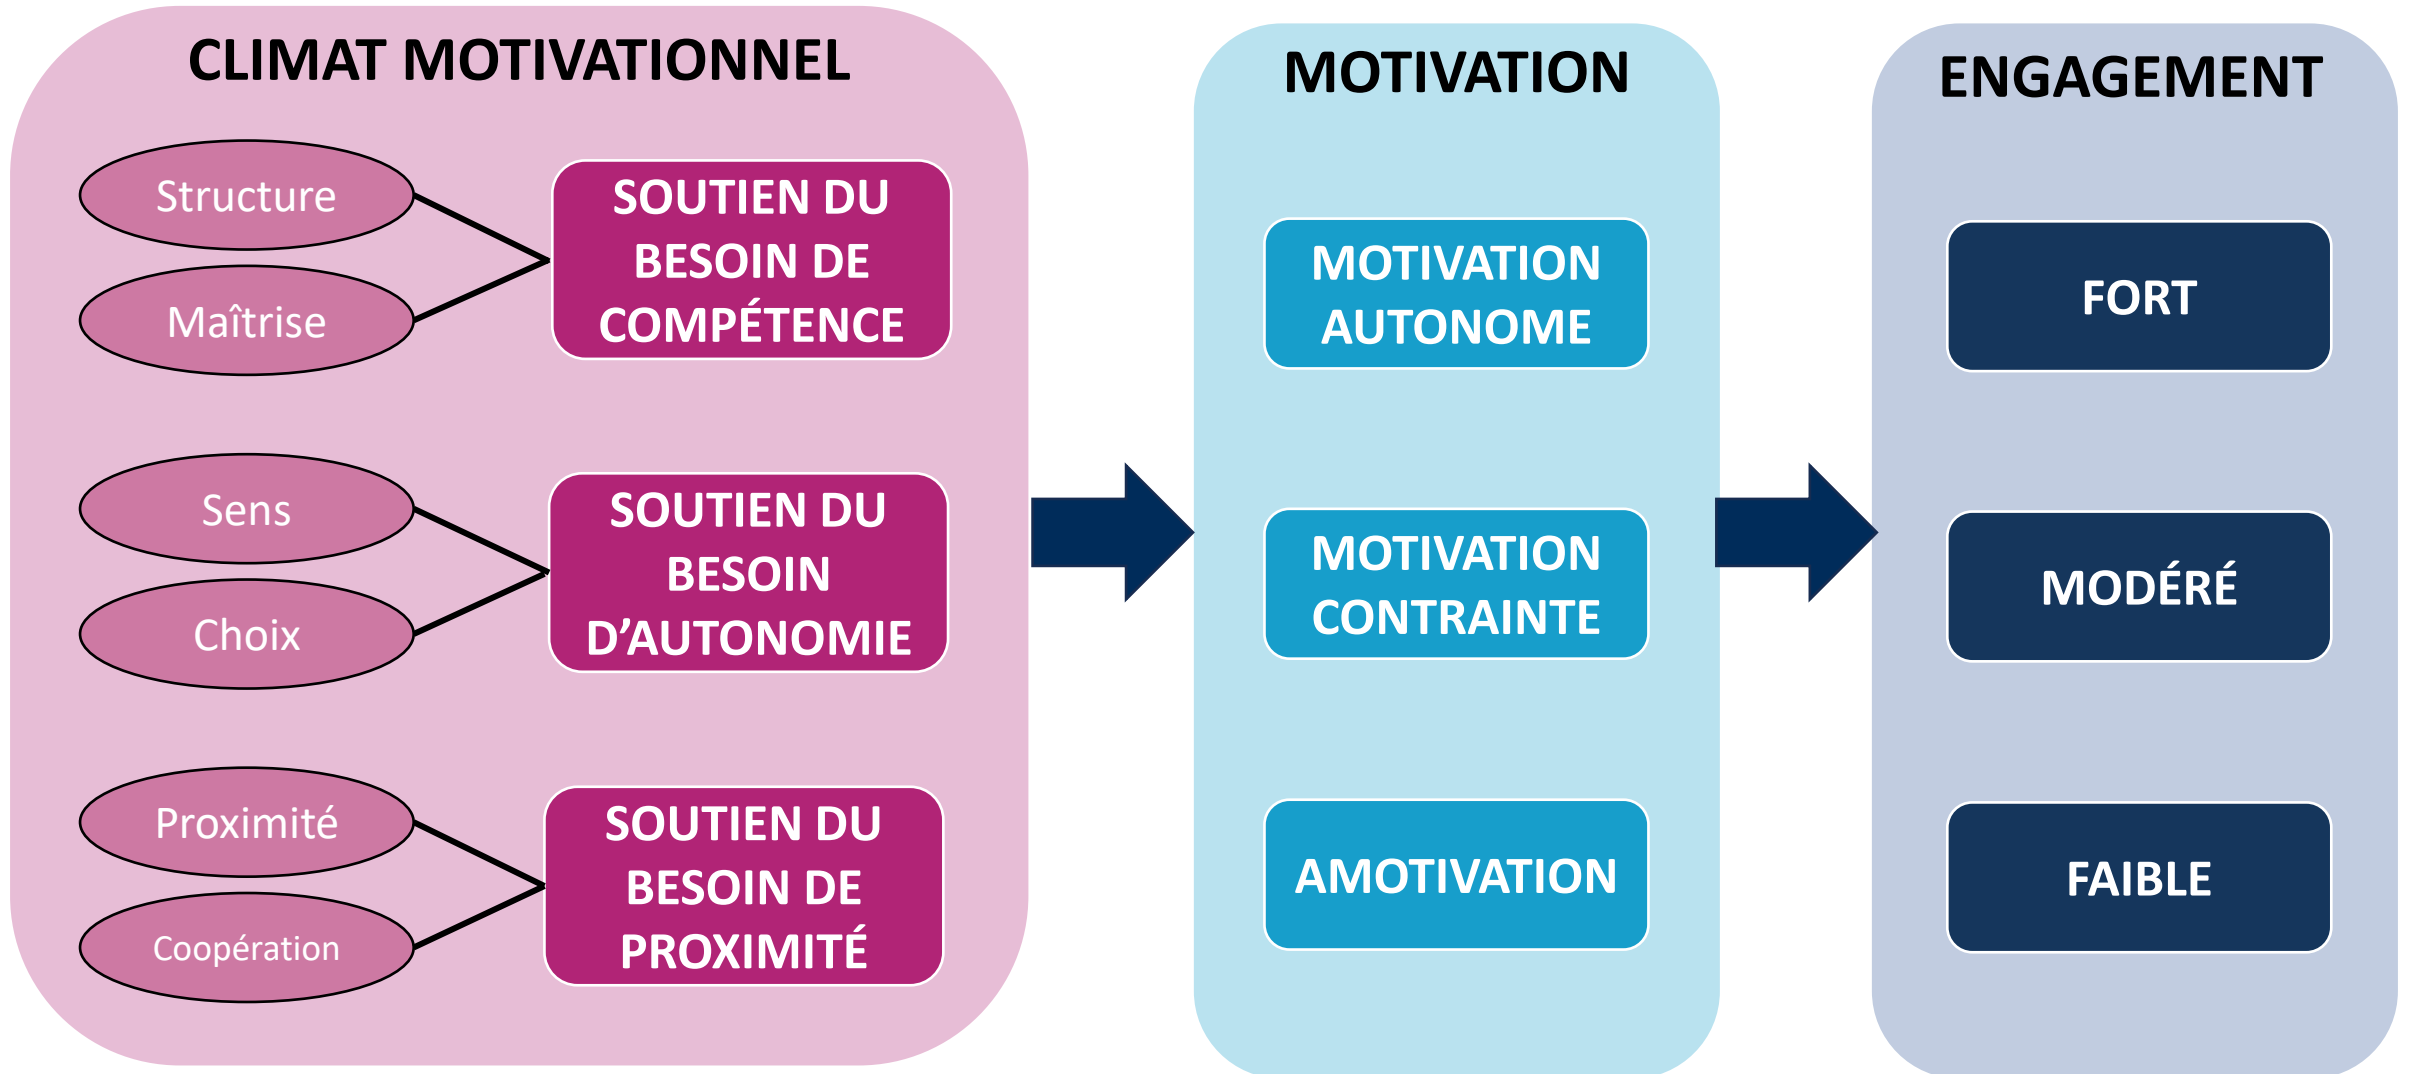 CLIMAT MOTIVATIONNEL
Structure
Maîtrise
SOUTIEN DU
BESOIN DE
COMPÉTENCE
Sens
Choix
SOUTIEN DU
BESOIN
D’AUTONOMIE
Proximité
Coopération
SOUTIEN DU
BESOIN DE
PROXIMITÉ
MOTIVATION
MOTIVATION
AUTONOME
MOTIVATION
CONTRAINTE
AMOTIVATION
ENGAGEMENT
FORT
MODÉRÉ
FAIBLE